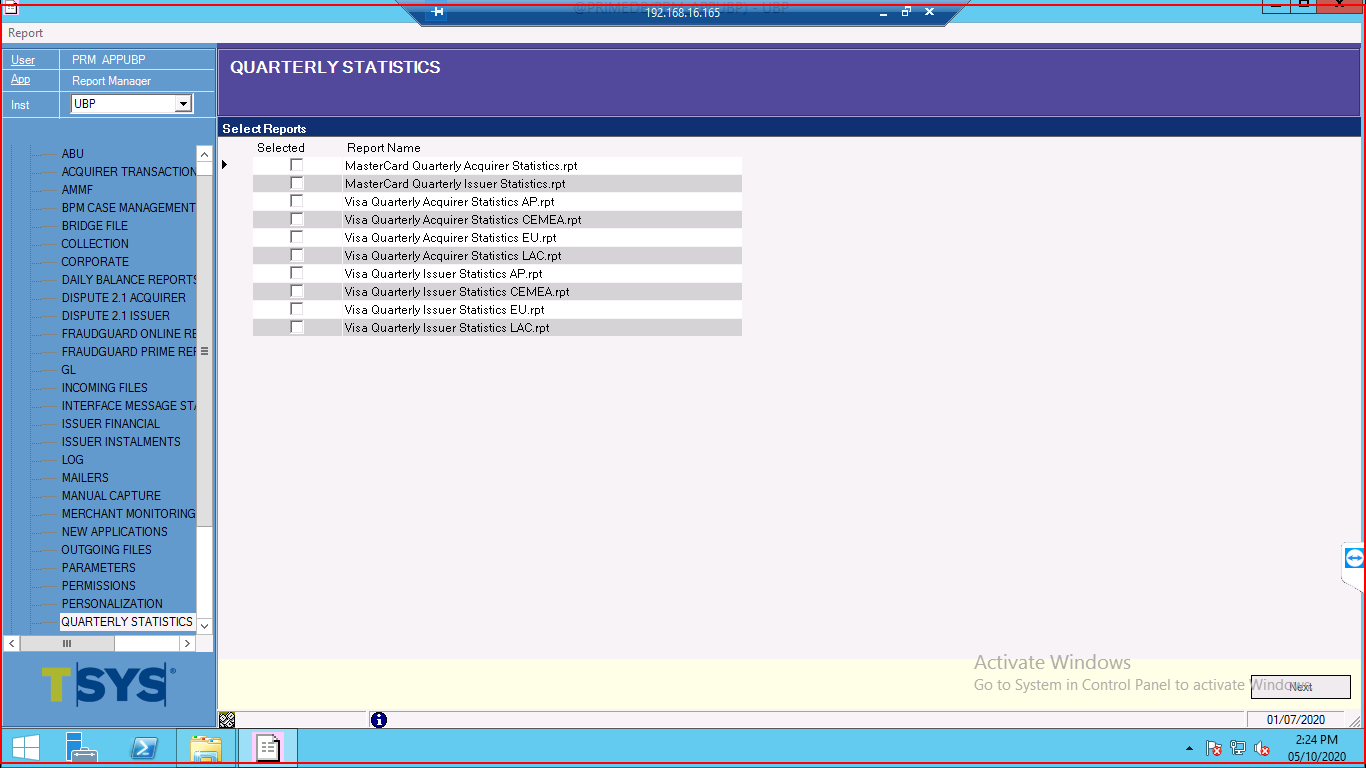 192.168.16.165
Report
User PRM APPUBP
App Report Manager
Inst UBP
QUARTERLY STATISTICS
Select Reports
Selected Report Name
MasterCard Quarterly Acquirer Statistics.rpt
MasterCard Quarterly Issuer Statistics.rpt
Visa Quarterly Acquirer Statistics AP.rpt
Visa Quarterly Acquirer Statistics CEMEA.rpt
Visa Quarterly Acquirer Statistics EU.rpt
Visa Quarterly Acquirer Statistics LAC.rpt
Visa Quarterly Issuer Statistics AP.rpt
Visa Quarterly Issuer Statistics CEMEA.rpt
Visa Quarterly Issuer Statistics EU.rpt
Visa Quarterly Issuer Statistics LAC.rpt
ABU
ACQUIRER TRANSACTION
AMMF
BPM CASE MANAGEMENT
BRIDGE FILE
COLLECTION
CORPORATE
DAILY BALANCE REPORTS
DISPUTE 2.1 ACQUIRER
DISPUTE 2.1 ISSUER
FRAUDGUARD ONLINE RE
FRAUDGUARD PRIME REF
GL
INCOMING FILES
INTERFACE MESSAGE STA
ISSUER FINANCIAL
ISSUER INSTALMENTS
LOG
MAILERS
MANUAL CAPTURE
MERCHANT MONITORING
NEW APPLICATIONS
OUTGOING FILES
PARAMETERS
PERMISSIONS
PERSONALIZATION
QUARTERLY STATISTICS
TSYS
Activate Windows
Go to System in Control Panel to activate Windows.
Next
01/07/2020
2:24 PM
05/10/2020